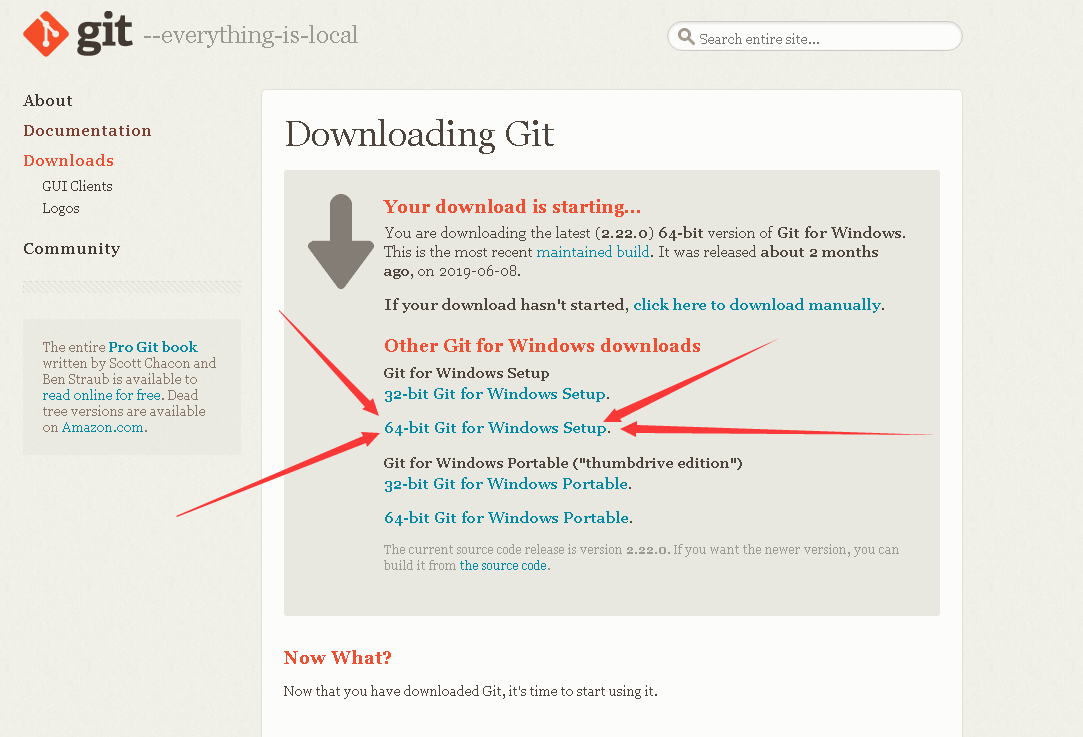 git --everything-is-local
Search entire site...
About
Documentation
Downloads
GUI Clients
Logos
Community
The entire Pro Git book
written by Scott Chacon and
Ben Straub is available to
read online for free. Dead
tree versions are available
on Amazon.com.
Downloading Git
Your download is starting...
You are downloading the latest (2.22.0) 64-bit version of Git for Windows.
This is the most recent maintained build. It was released about 2 months
ago, on 2019-06-08.
If your download hasn't started, click here to download manually.
Other Git for Windows downloads
Git for Windows Setup
32-bit Git for Windows Setup.
64-bit Git for Windows Setup.
Git for Windows Portable ("thumbdrive edition")
32-bit Git for Windows Portable.
64-bit Git for Windows Portable.
The current source code release is version 2.22.0. If you want the newer version, you can
build it from the source code.
Now What?
Now that you have downloaded Git, it's time to start using it.